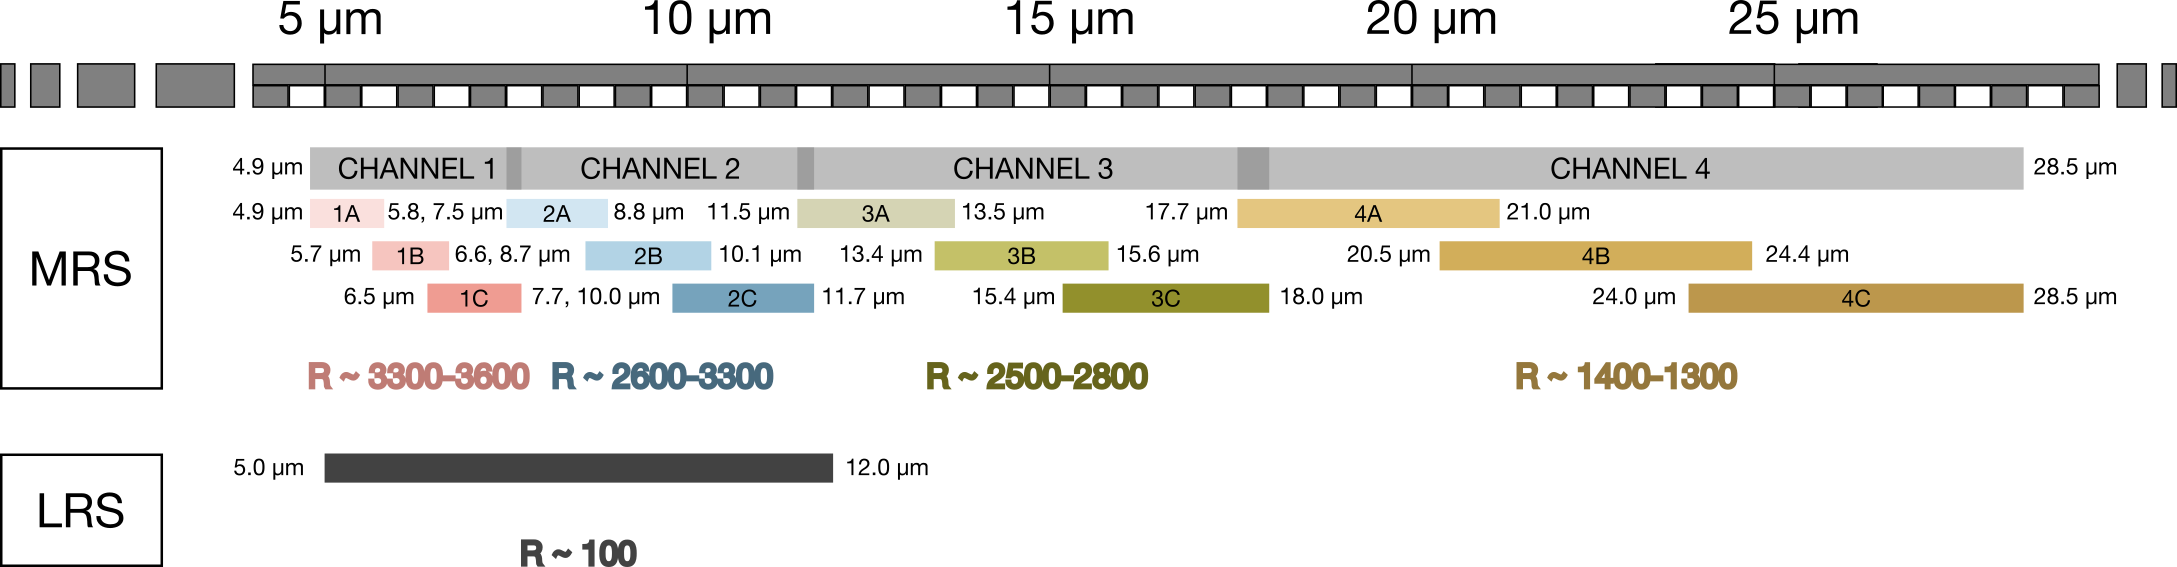 5 µm 10 µm 15 µm 20 µm 25 µm
4.9 µm CHANNEL 1 CHANNEL 2 CHANNEL 3 CHANNEL 4 28.5 µm
4.9 µm 1A 5.8, 7.5 µm 2A 8.8 µm 11.5 µm 3A 13.5 µm 17.7 µm 4A 21.0 µm
MRS
5.7 µm 1B 6.6, 8.7 µm 2B 10.1 µm 13.4 µm 3B 15.6 µm 20.5 µm 4B 24.4 µm
6.5 µm 1C 7.7, 10.0 µm 2C 11.7 µm 15.4 µm 3C 18.0 µm 24.0 µm 4C 28.5 µm
R ~ 3300-3600 R ~ 2600-3300 R ~ 2500-2800 R ~ 1400-1300
5.0 µm 12.0 µm
LRS
R ~ 100